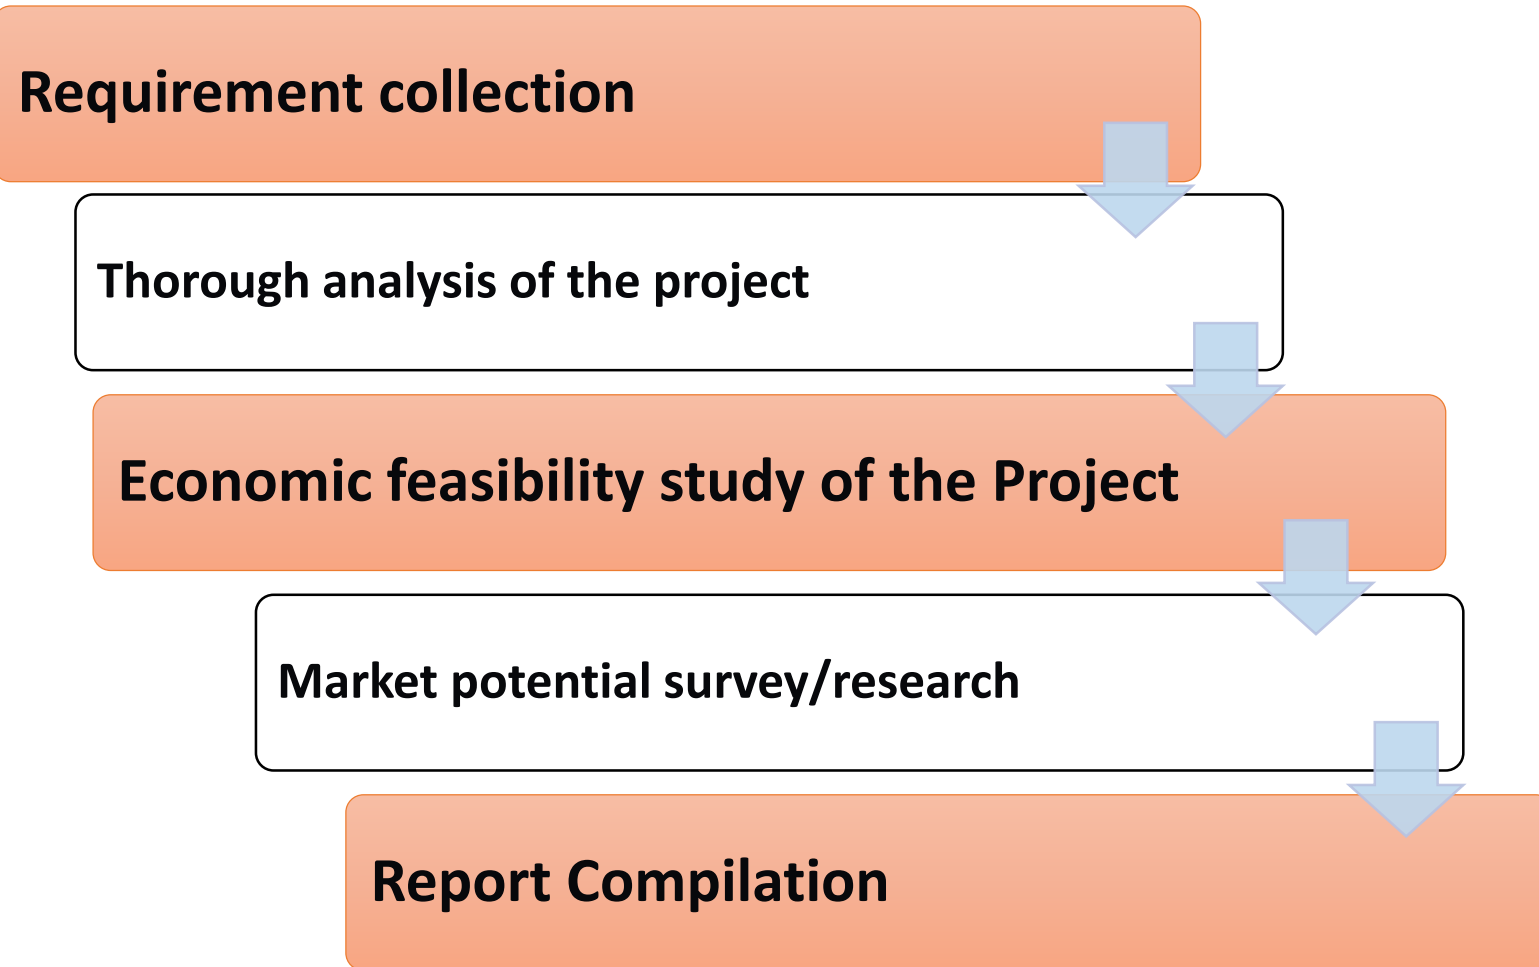 Requirement collection
Thorough analysis of the project
Economic feasibility study of the Project
Market potential survey/research
Report Compilation